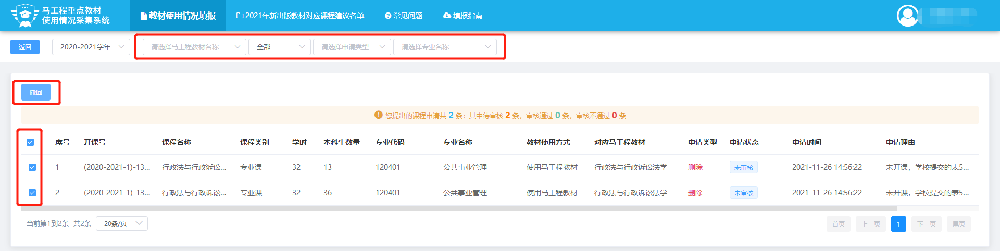 马工程重点教材
使用情况采集系统
教材使用情况填报
2021年新出版教材对应课程建议名单
常见问题
填报指南
返回
2020-2021学年
请选择马工程教材名称
全部
请选择申请类型
请选择专业名称
撤回
您提出的课程申请共 2 条：其中待审核 2 条，审核通过 0 条，审核不通过 0 条
序号 开课号 课程名称 课程类别 学时 本科生数量 专业代码 专业名称 教材使用方式 对应马工程教材 申请类型 申请状态 申请时间 申请理由
1 (2020-2021-1)-13... 行政法与行政诉讼... 专业课 32 13 120401 公共事业管理 使用马工程教材 行政法与行政诉讼法学 删除 未审核 2021-11-26 14:56:22 未开课，学校提交的表5...
2 (2020-2021-1)-13... 行政法与行政诉讼... 专业课 32 36 120401 公共事业管理 使用马工程教材 行政法与行政诉讼法学 删除 未审核 2021-11-26 14:56:22 未开课，学校提交的表5...
当前第1到2条 共2条 20条/页 首页 上一页 1 下一页 尾页